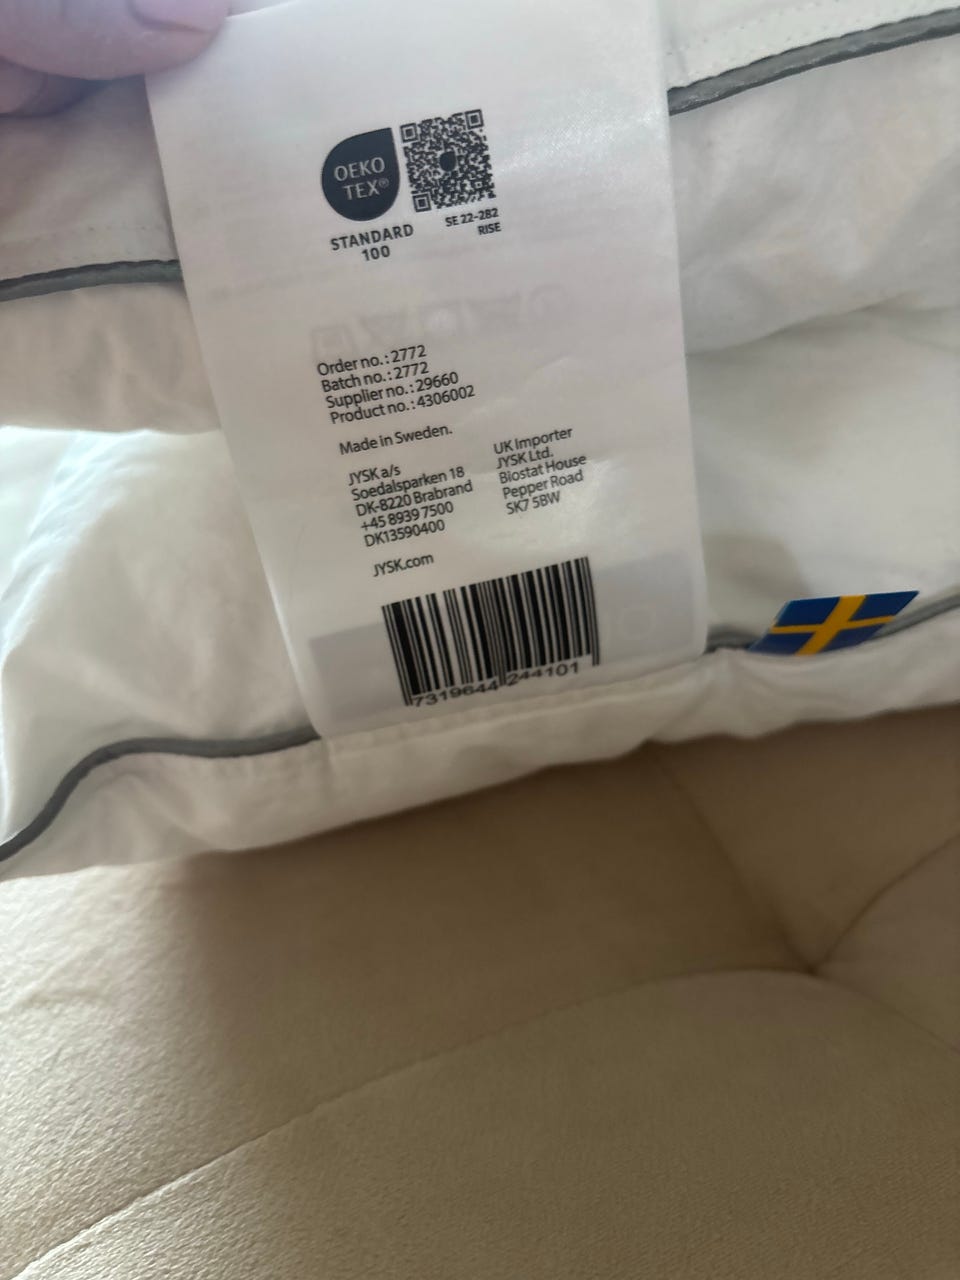 OEKO
TEX®
STANDARD
100
SE 22-282
RISE
Order no.: 2772
Batch no.: 2772
Supplier no.: 29660
Product no.: 4306002
Made in Sweden.
JYSK a/s
Soedalsparken 18
DK-8220 Brabrand
+45 8939 7500
DK13590400
JYSK.com
UK Importer
JYSK Ltd.
Biostat House
Pepper Road
SK7 5BW
7319644 244101